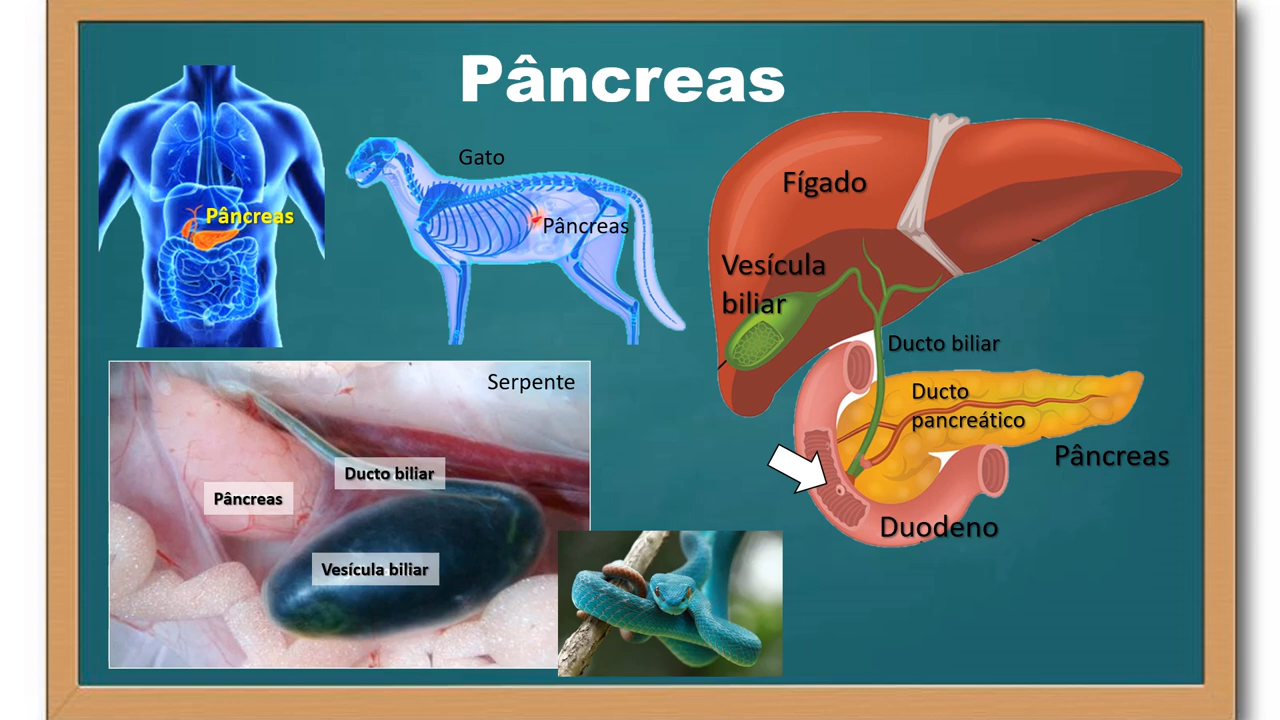 Pâncreas
Pâncreas
Gato
Pâncreas
Fígado
Vesícula
biliar
Ducto biliar
Ducto
pancreático
Pâncreas
Duodeno
Serpente
Ducto biliar
Pâncreas
Vesícula biliar